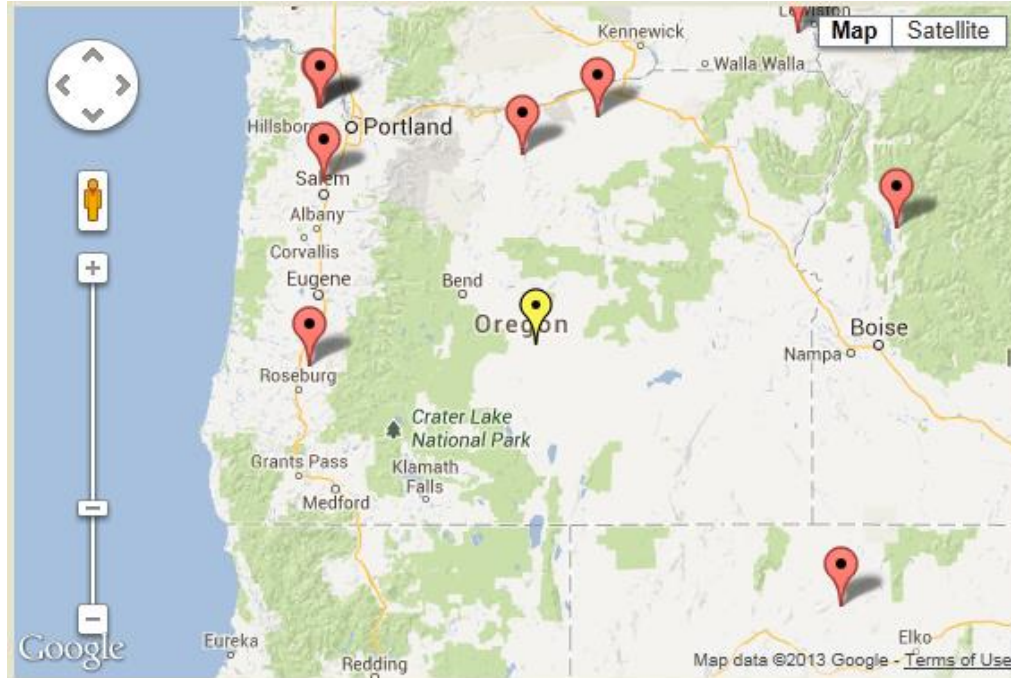 Kennewick
Map
Satellite
Walla Walla
Portland
Salem
Albany
Corvallis
Eugene
Bend
Oregon
Boise
Nampa
Roseburg
Crater Lake
National Park
Grants Pass
Klamath
Falls
Medford
Elko
Eureka
Redding
Google
Map data ©2013 Google - Terms of Use